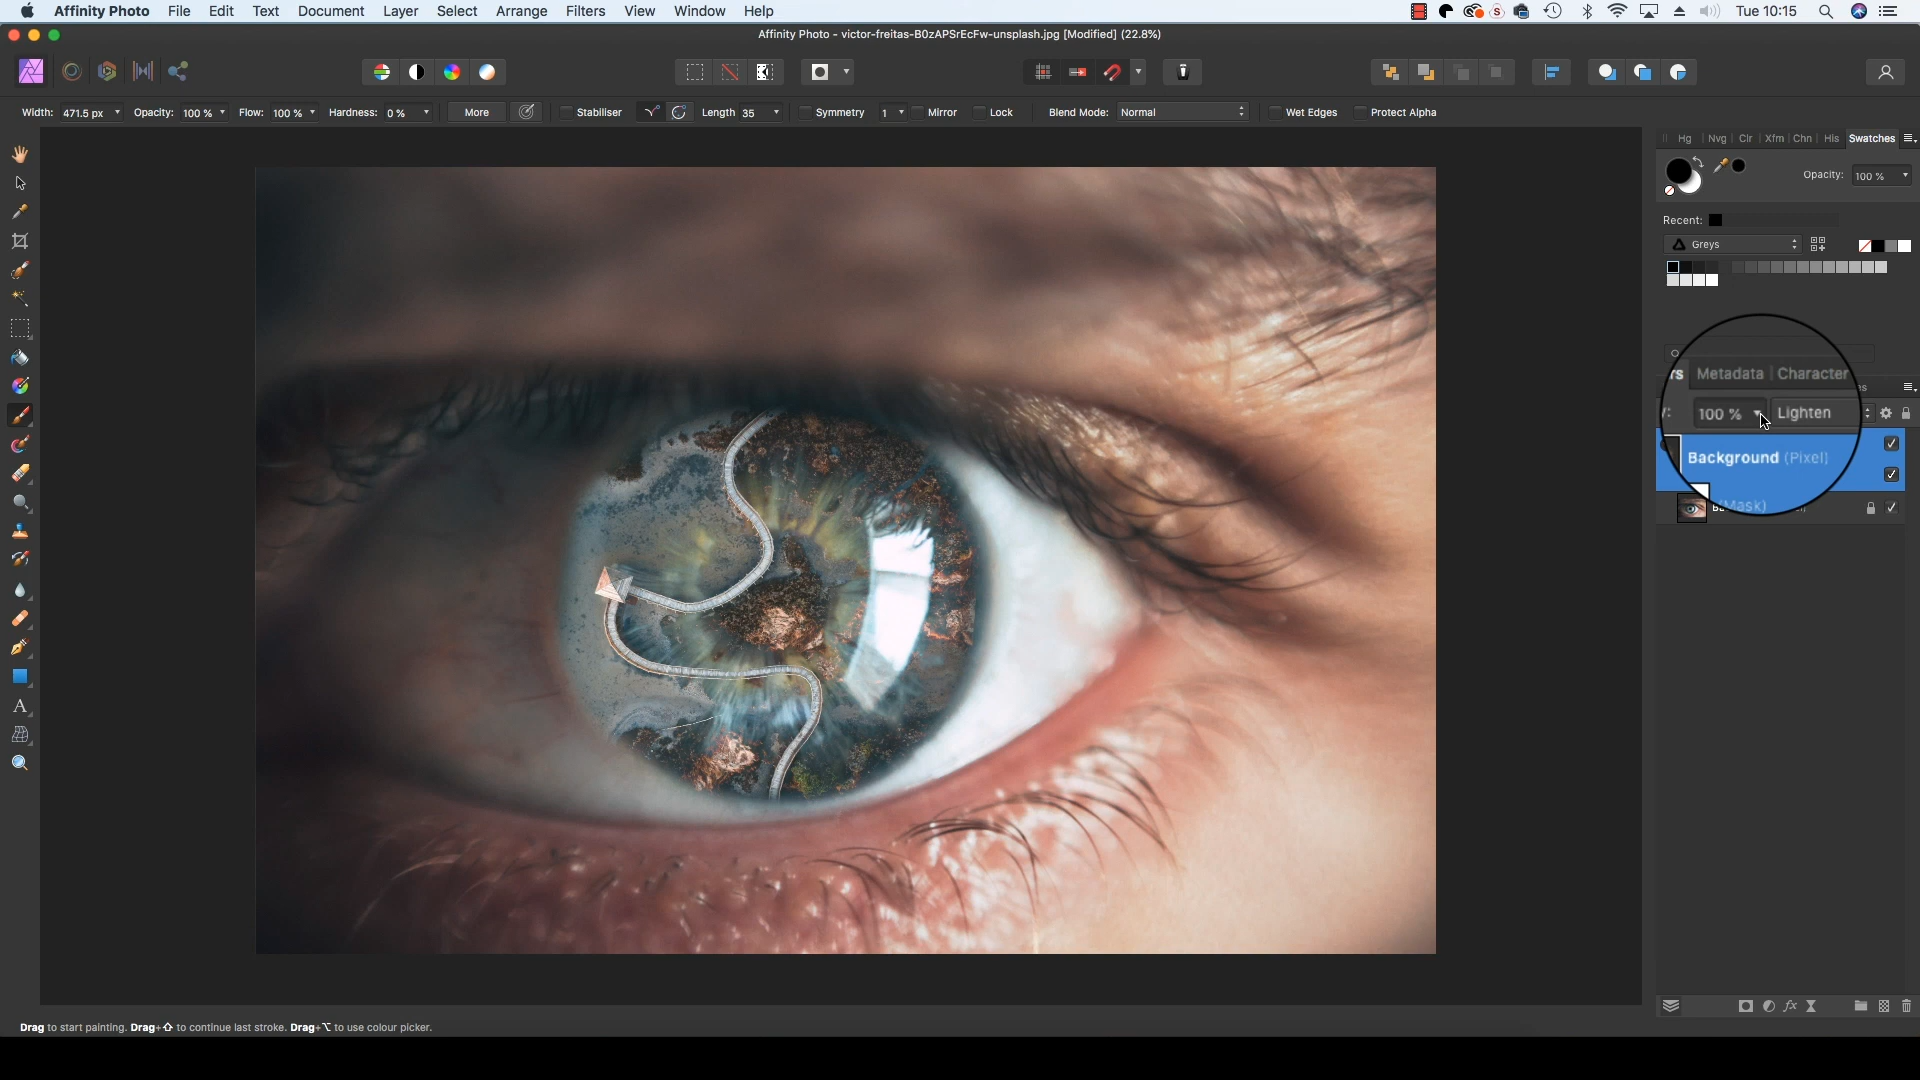 Affinity Photo File Edit Text Document Layer Select Arrange Filters View Window Help Tue 10:15
Affinity Photo - victor-freitas-B0zAPSrEcFw-unsplash.jpg [Modified] (22.8%)
Width: 471.5 px Opacity: 100 % Flow: 100 % Hardness: 0 % More Stabiliser Length 35 Symmetry 1 Mirror Lock Blend Mode: Normal Wet Edges Protect Alpha
Hg Nvg Clr Xfm Chn His Swatches
Opacity: 100 %
Recent:
Greys
rs Metadata Character
100 % Lighten
Background (Pixel)
(Mask)
Drag to start painting. Drag+⇧ to continue last stroke. Drag+⌥ to use colour picker.